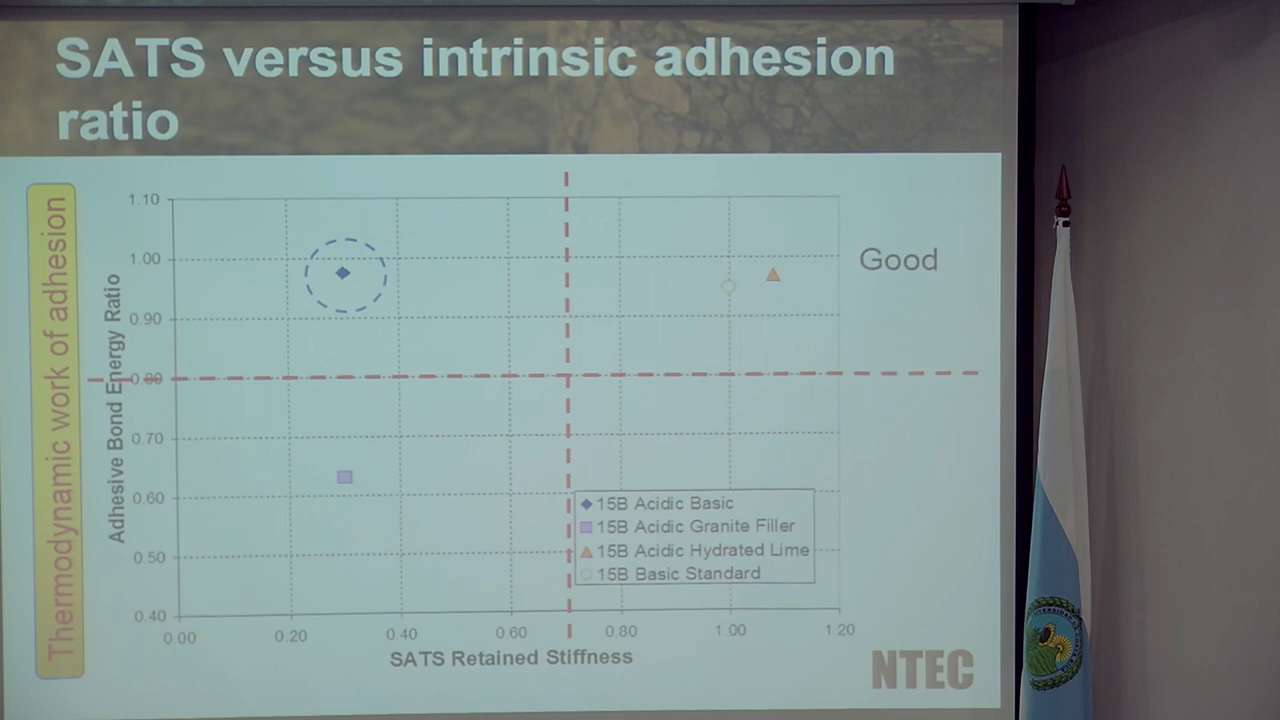 SATS versus intrinsic adhesion
ratio
Thermodynamic work of adhesion
Adhesive Bond Energy Ratio
1.10
1.00
0.90
0.80
0.70
0.60
0.50
0.40
0.00
0.20
0.40
0.60
0.80
1.00
1.20
SATS Retained Stiffness
Good
15B Acidic Basic
15B Acidic Granite Filler
15B Acidic Hydrated Lime
15B Basic Standard
NTEC